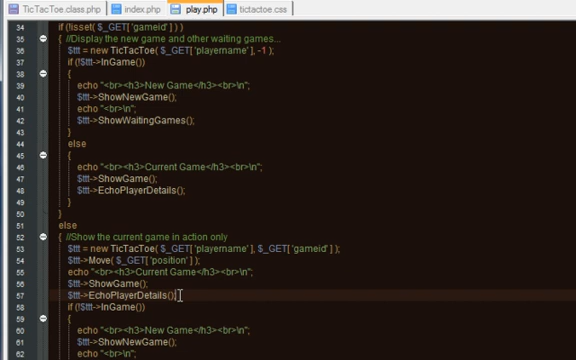 TicTacToe.class.php index.php play.php tictactoe.css
34 if (!isset( $_GET['gameid'] ) )
35 { //Display the new game and other waiting games...
36 $ttt = new TicTacToe( $_GET['playername'], -1 );
37 if (!$ttt->InGame())
38 {
39 echo "<br><h3>New Game</h3><br>\n";
40 $ttt->ShowNewGame();
41 echo "<br>\n";
42 $ttt->ShowWaitingGames();
43 }
44 else
45 {
46 echo "<br><h3>Current Game</h3><br>\n";
47 $ttt->ShowGame();
48 $ttt->EchoPlayerDetails();
49 }
50 }
51 else
52 { //Show the current game in action only
53 $ttt = new TicTacToe( $_GET['playername'], $_GET['gameid'] );
54 $ttt->Move( $_GET['position'] );
55 echo "<br><h3>Current Game</h3><br>\n";
56 $ttt->ShowGame();
57 $ttt->EchoPlayerDetails();
58 if (!$ttt->InGame())
59 {
60 echo "<br><h3>New Game</h3><br>\n";
61 $ttt->ShowNewGame();
62 echo "<br>\n";